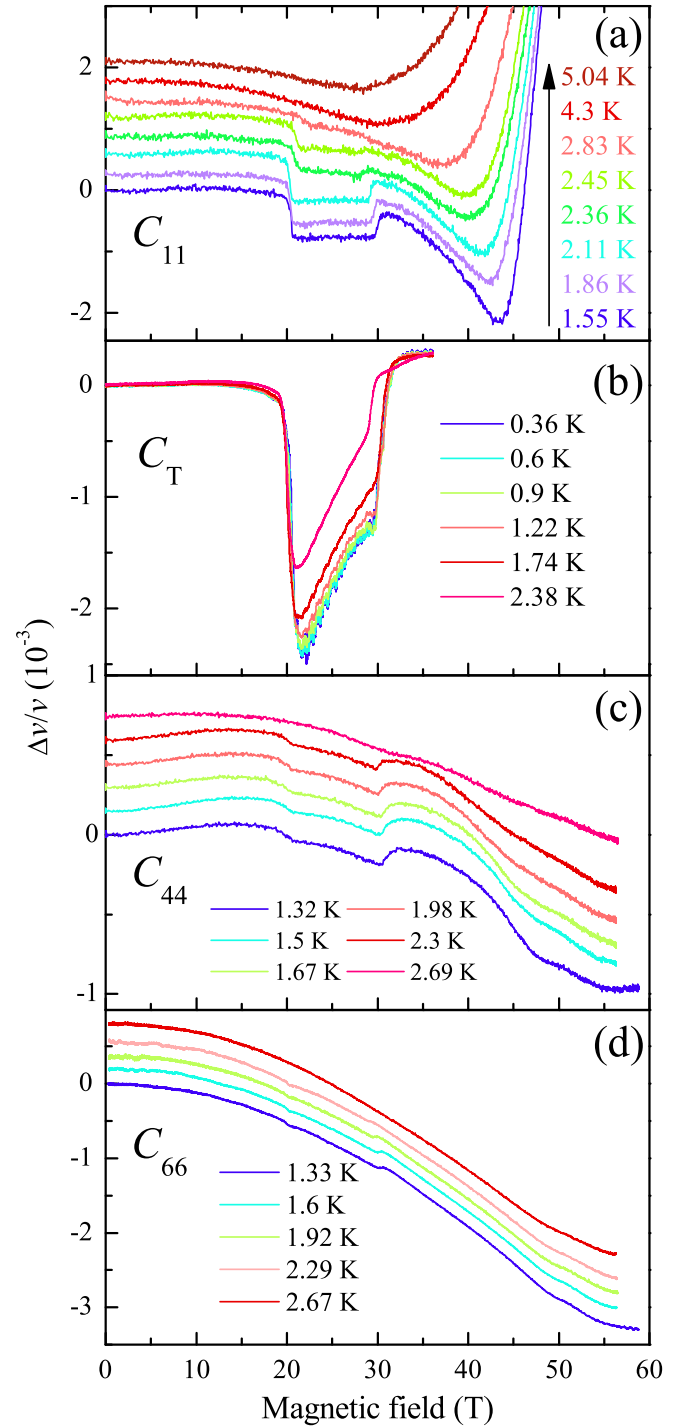 (a)
2
0
-2
C11
5.04 K
4.3 K
2.83 K
2.45 K
2.36 K
2.11 K
1.86 K
1.55 K
(b)
0
-1
-2
CT
0.36 K
0.6 K
0.9 K
1.22 K
1.74 K
2.38 K
Δv/v (10-3)
(c)
1
0
-1
C44
1.32 K 1.98 K
1.5 K 2.3 K
1.67 K 2.69 K
(d)
0
-1
-2
-3
C66
1.33 K
1.6 K
1.92 K
2.29 K
2.67 K
0 10 20 30 40 50 60
Magnetic field (T)